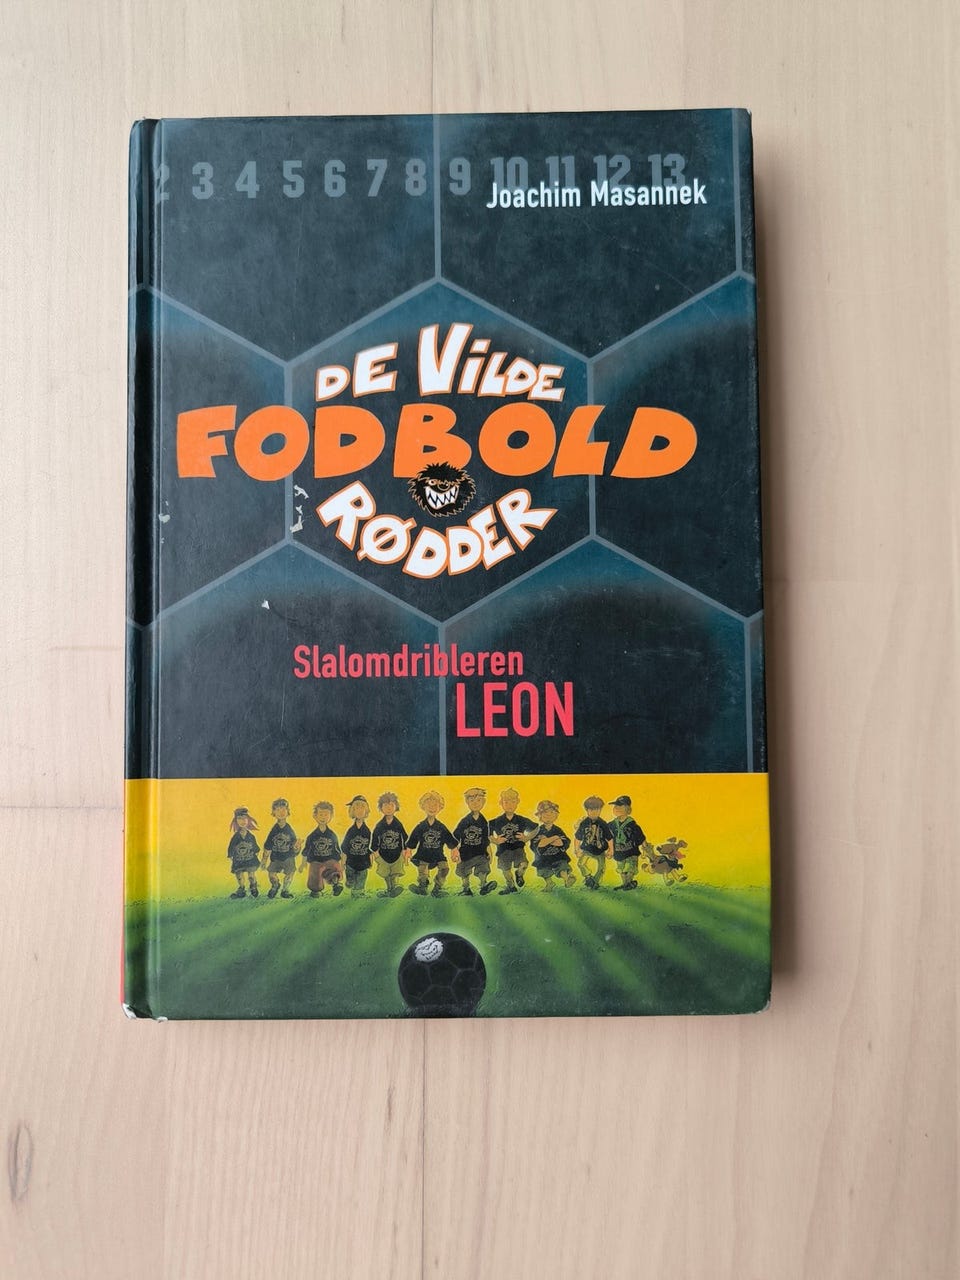 2 3 4 5 6 7 8 9 10 11 12 13
Joachim Masannek
DE VILDE
FODBOLD
RØDDER
Slalomdribleren
LEON